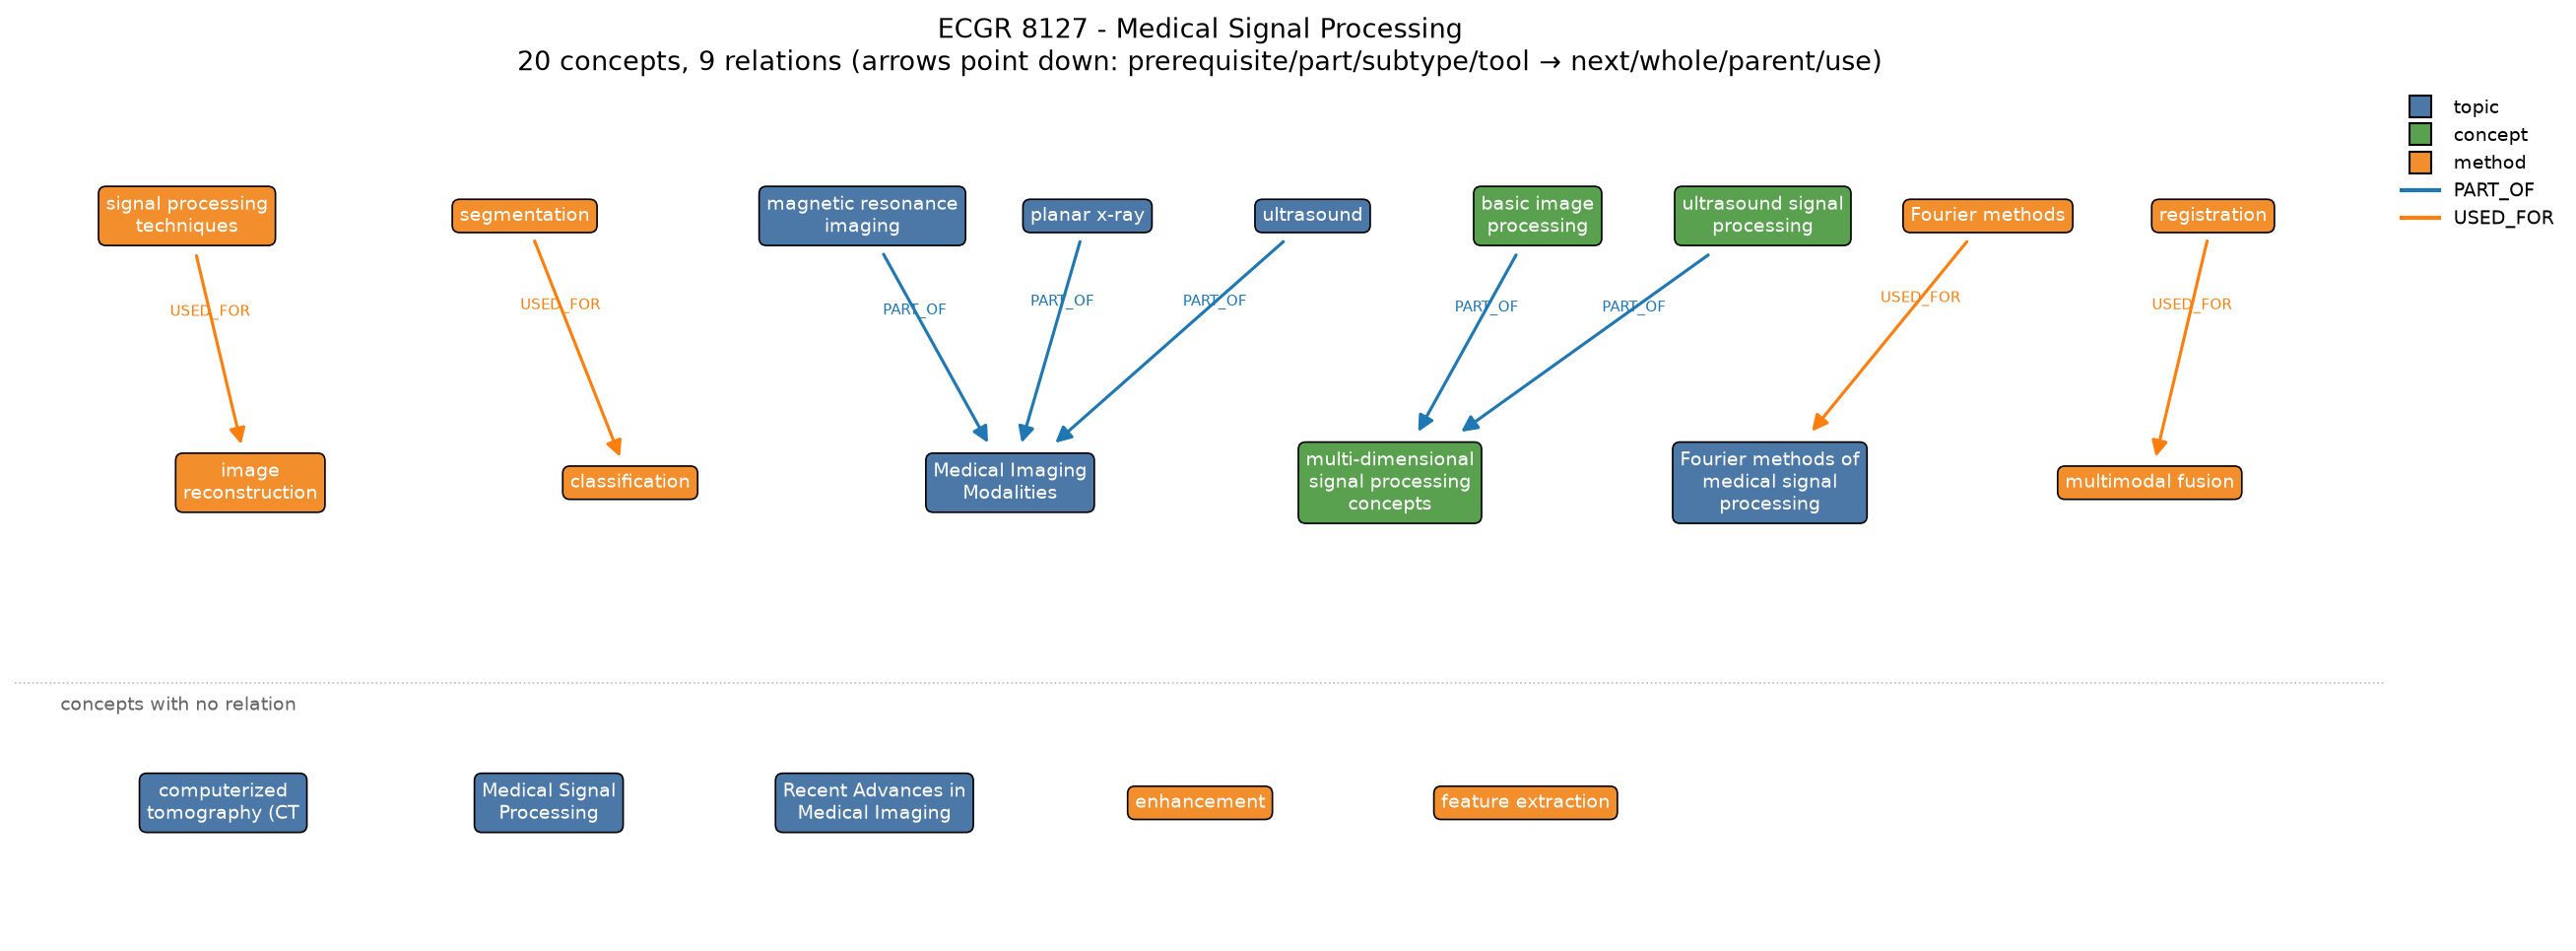 ECGR 8127 - Medical Signal Processing
20 concepts, 9 relations (arrows point down: prerequisite/part/subtype/tool → next/whole/parent/use)
topic
concept
method
PART_OF
USED_FOR
signal processing
techniques
segmentation
magnetic resonance
imaging
planar x-ray
ultrasound
basic image
processing
ultrasound signal
processing
Fourier methods
registration
USED_FOR
USED_FOR
PART_OF
PART_OF
PART_OF
PART_OF
PART_OF
USED_FOR
USED_FOR
image
reconstruction
classification
Medical Imaging
Modalities
multi-dimensional
signal processing
concepts
Fourier methods of
medical signal
processing
multimodal fusion
concepts with no relation
computerized
tomography (CT
Medical Signal
Processing
Recent Advances in
Medical Imaging
enhancement
feature extraction